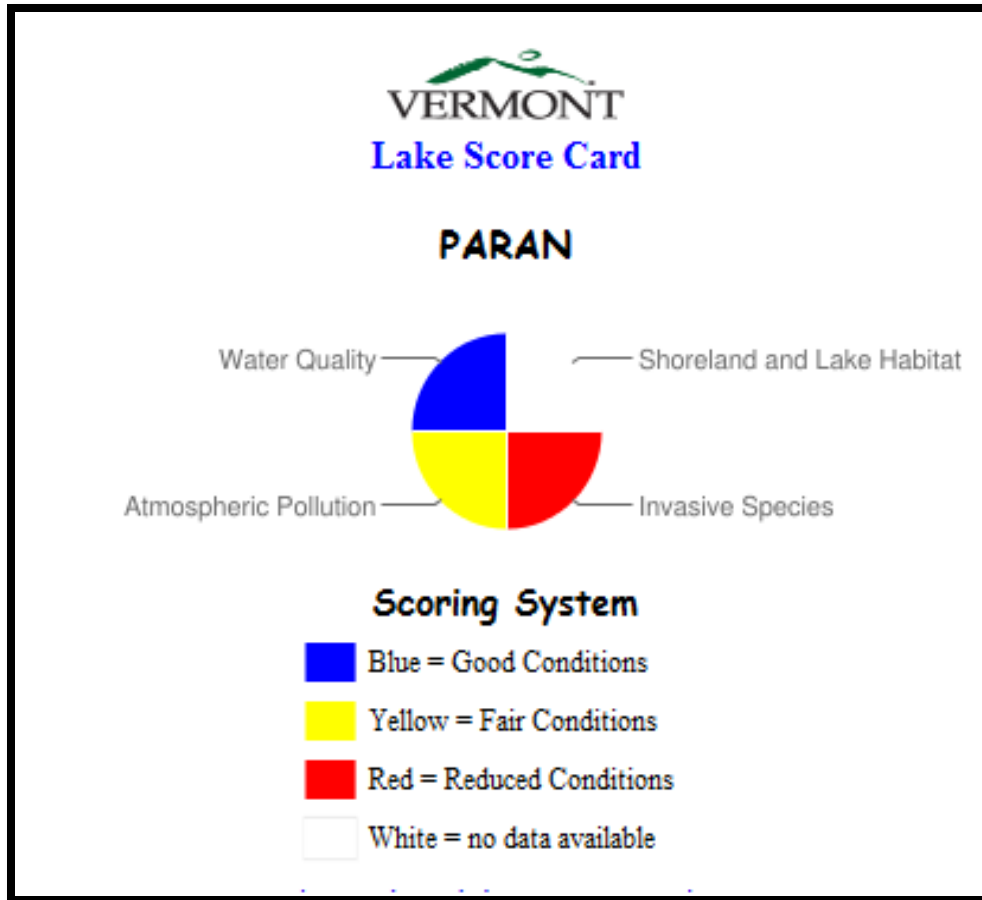 VERMONT
Lake Score Card
PARAN
Water Quality
Shoreland and Lake Habitat
Atmospheric Pollution
Invasive Species
Scoring System
Blue = Good Conditions
Yellow = Fair Conditions
Red = Reduced Conditions
White = no data available